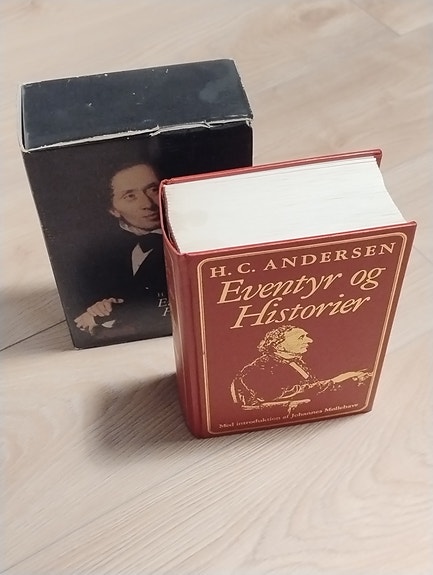 H. C. ANDERSEN
Eventyr og
Historier
Med introduktion af Johannes Møllehave
H
E
H